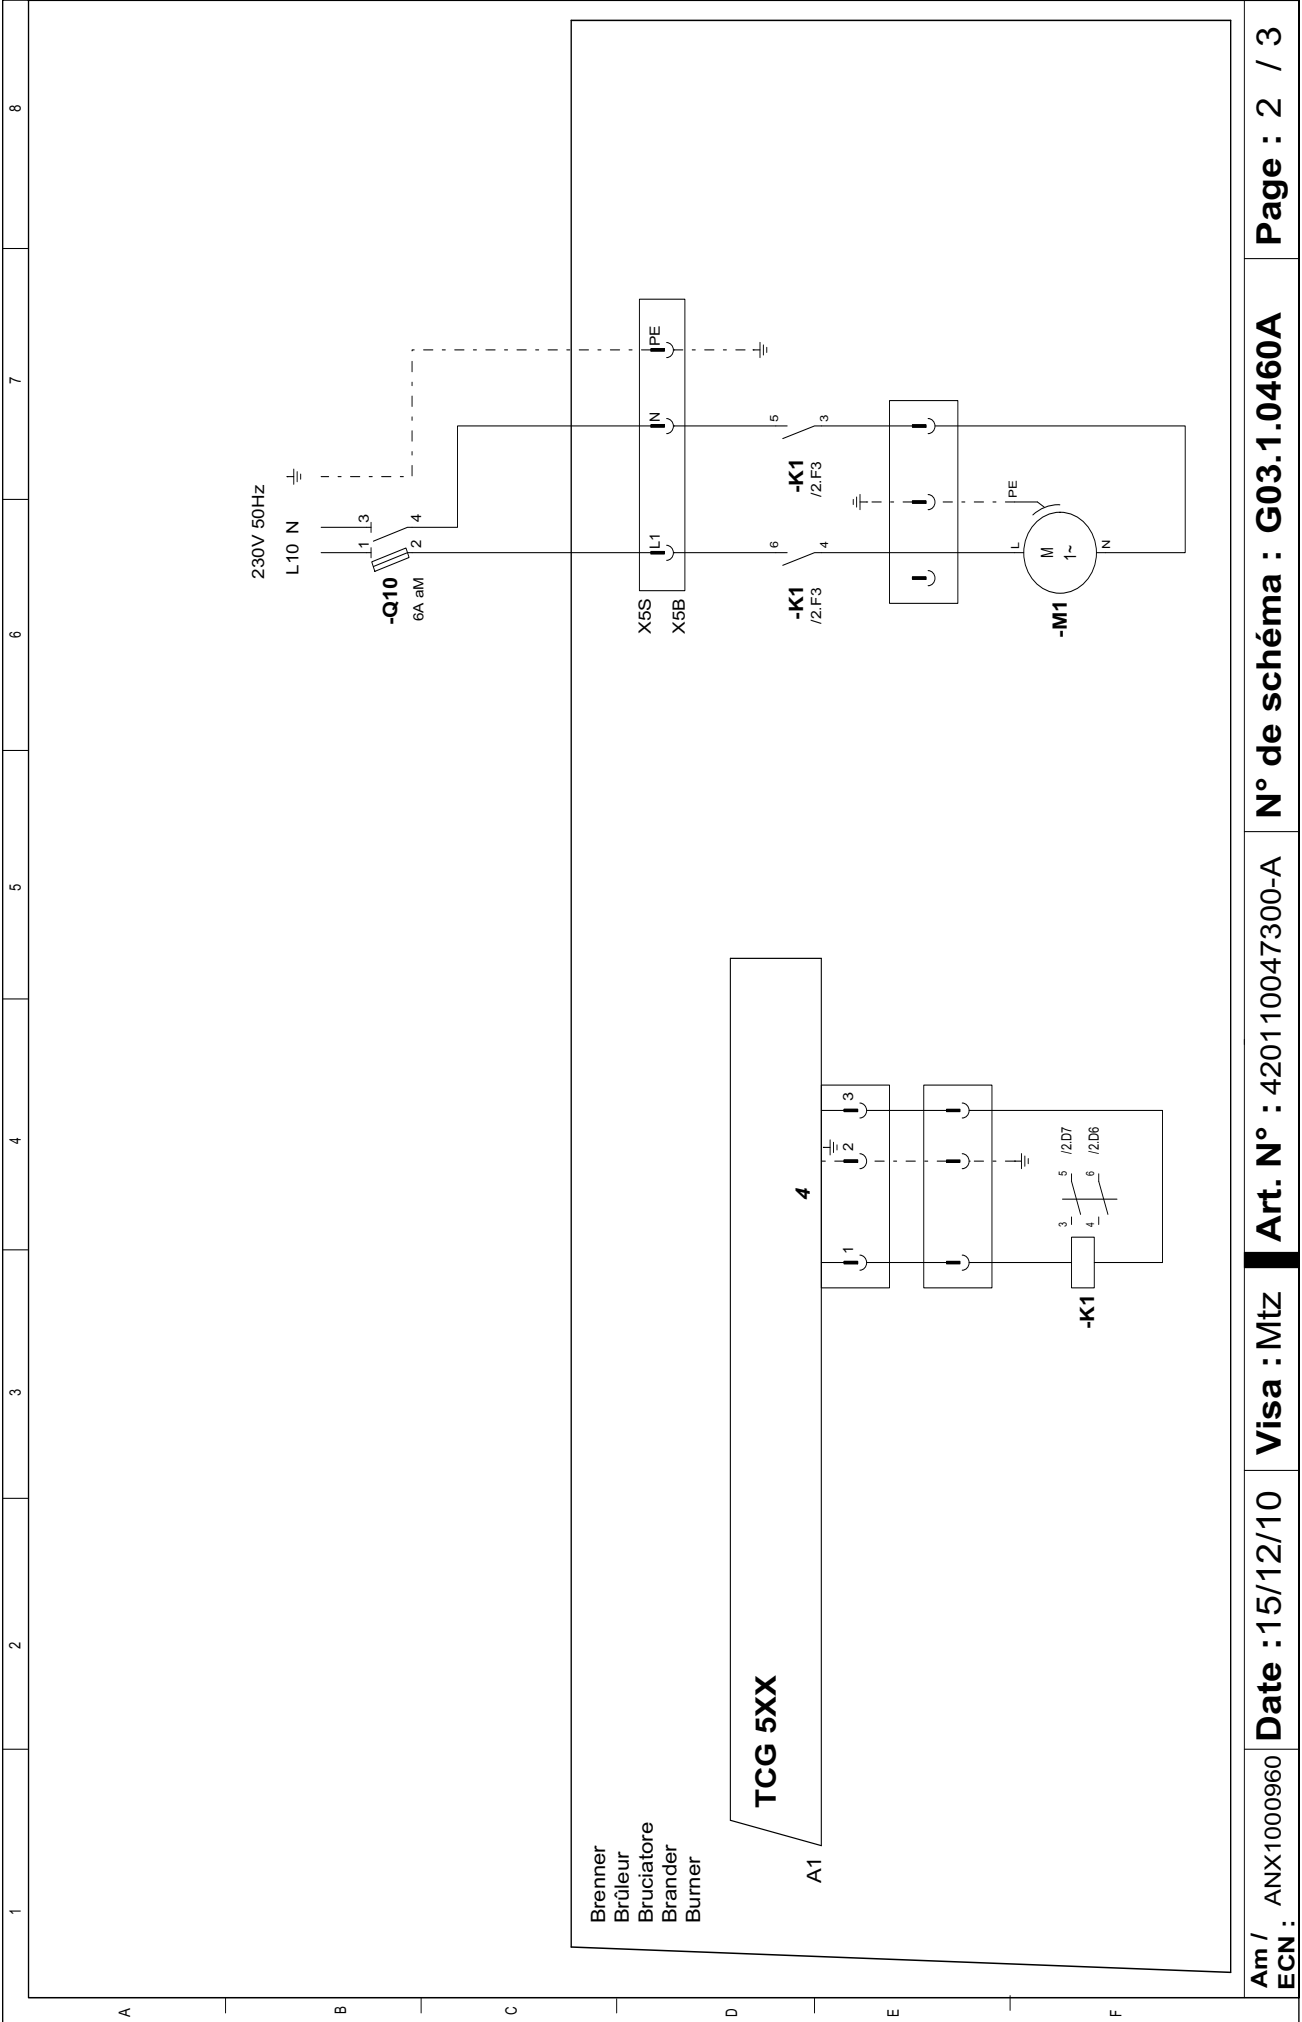 1 2 3 4 5 6 7 8
A
B
C
D
E
F
230V 50Hz
L10 N
1 3
-Q10
6A aM
2 4
Brenner
Brûleur
Bruciatore
Brander
Burner
X5S
X5B
L1 N PE
TCG 5XX
A1
4
1 2 3
-K1
/2.F3
6
4
-K1
/2.F3
5
3
-K1
3 5 /2.D7
4 6 /2.D6
-M1
L
M
1~
N
PE
Am /
ECN : ANX1000960
Date :15/12/10
Visa :Mtz
Art. N° : 420110047300-A
N° de schéma : G03.1.0460A
Page : 2 / 3